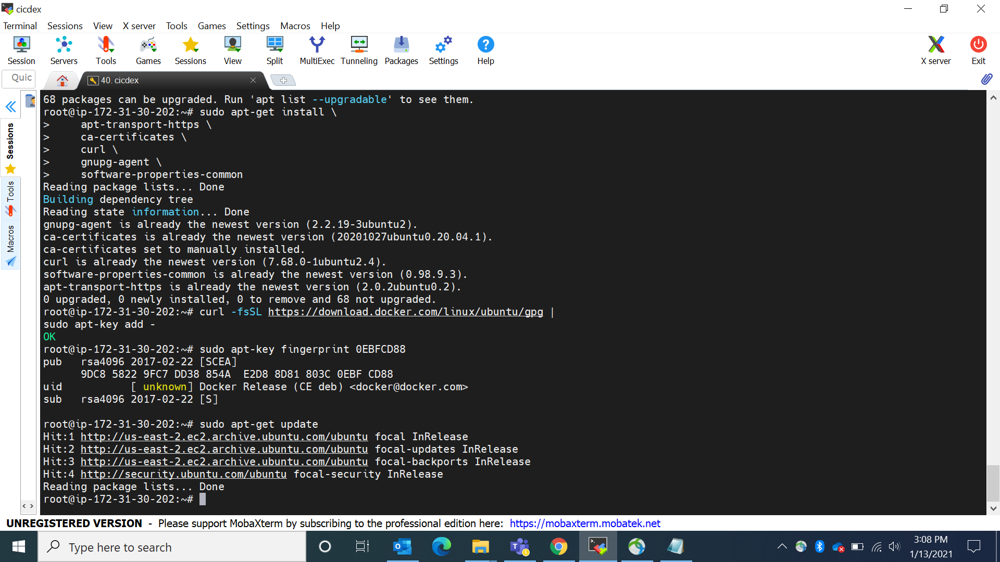 cicdex
Terminal Sessions View X server Tools Games Settings Macros Help
Session Servers Tools Games Sessions View Split MultiExec Tunneling Packages Settings Help X server Exit
Quic
40. cicdex
Sessions
Tools
Macros
68 packages can be upgraded. Run 'apt list --upgradable' to see them.
root@ip-172-31-30-202:~# sudo apt-get install \
>     apt-transport-https \
>     ca-certificates \
>     curl \
>     gnupg-agent \
>     software-properties-common
Reading package lists... Done
Building dependency tree
Reading state information... Done
gnupg-agent is already the newest version (2.2.19-3ubuntu2).
ca-certificates is already the newest version (20201027ubuntu0.20.04.1).
ca-certificates set to manually installed.
curl is already the newest version (7.68.0-1ubuntu2.4).
software-properties-common is already the newest version (0.98.9.3).
apt-transport-https is already the newest version (2.0.2ubuntu0.2).
0 upgraded, 0 newly installed, 0 to remove and 68 not upgraded.
root@ip-172-31-30-202:~# curl -fsSL https://download.docker.com/linux/ubuntu/gpg |
sudo apt-key add -
OK
root@ip-172-31-30-202:~# sudo apt-key fingerprint 0EBFCD88
pub   rsa4096 2017-02-22 [SCEA]
      9DC8 5822 9FC7 DD38 854A  E2D8 8D81 803C 0EBF CD88
uid           [ unknown] Docker Release (CE deb) <docker@docker.com>
sub   rsa4096 2017-02-22 [S]
root@ip-172-31-30-202:~# sudo apt-get update
Hit:1 http://us-east-2.ec2.archive.ubuntu.com/ubuntu focal InRelease
Hit:2 http://us-east-2.ec2.archive.ubuntu.com/ubuntu focal-updates InRelease
Hit:3 http://us-east-2.ec2.archive.ubuntu.com/ubuntu focal-backports InRelease
Hit:4 http://security.ubuntu.com/ubuntu focal-security InRelease
Reading package lists... Done
root@ip-172-31-30-202:~#
UNREGISTERED VERSION - Please support MobaXterm by subscribing to the professional edition here: https://mobaxterm.mobatek.net
Type here to search
3:08 PM
1/13/2021